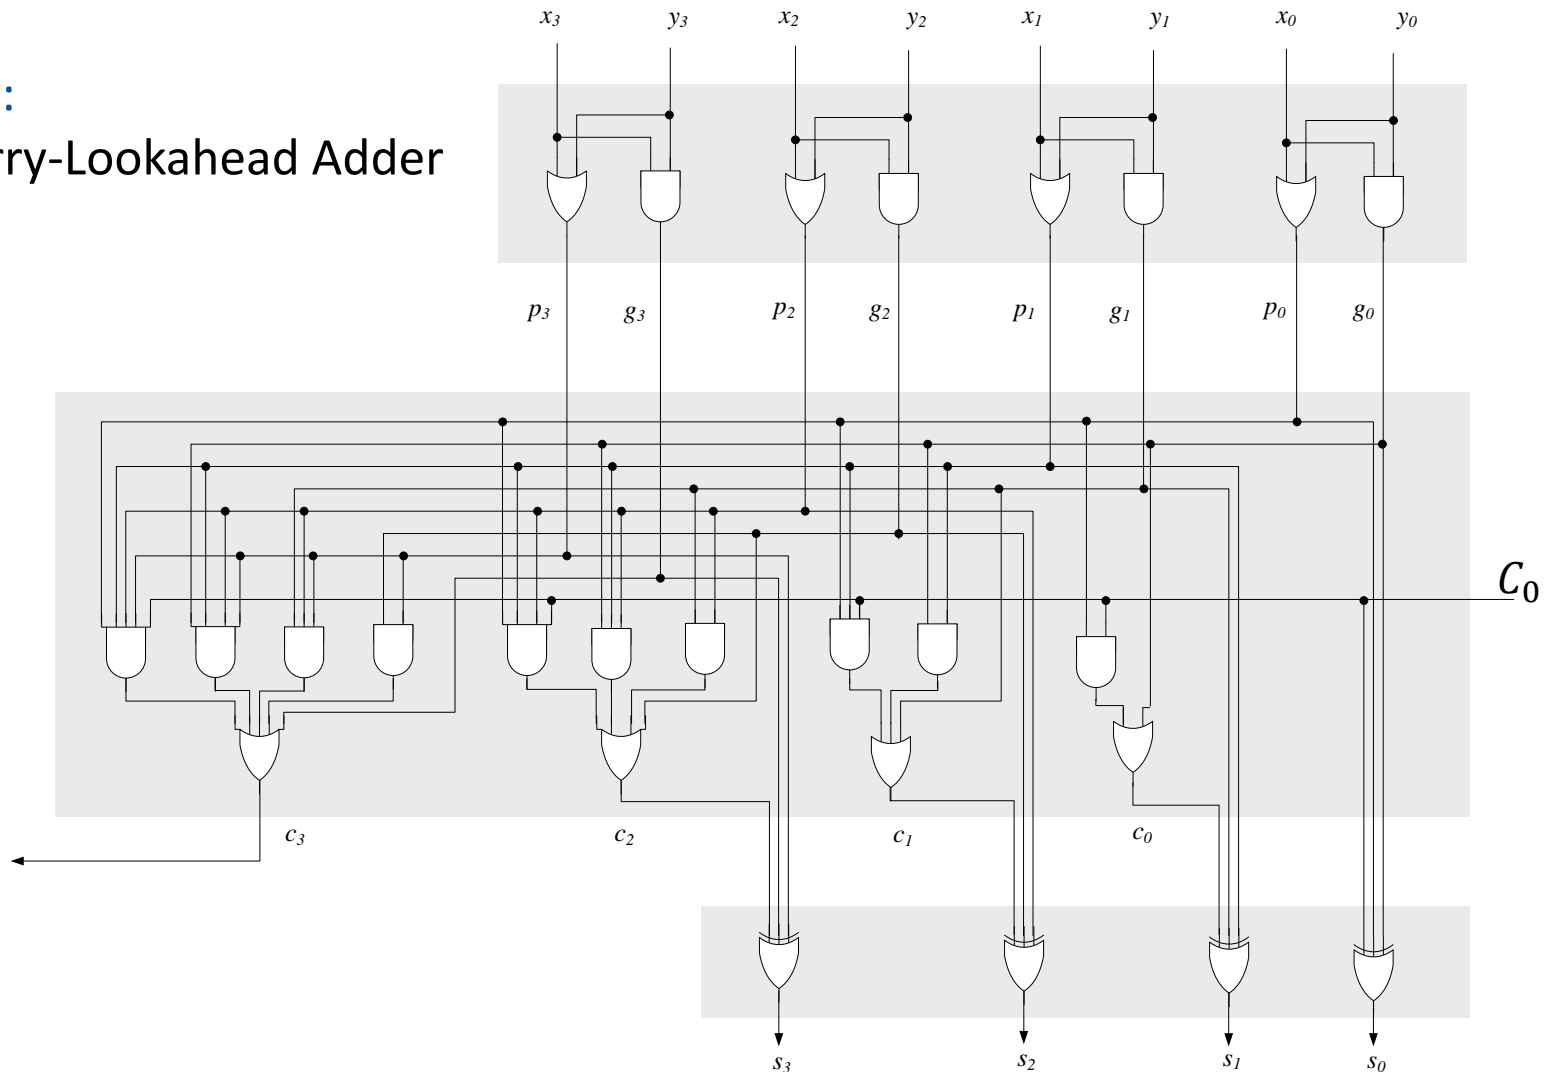 x3 y3 x2 y2 x1 y1 x0 y0
:
rry-Lookahead Adder
p3 g3 p2 g2 p1 g1 p0 g0
C0
c3 c2 c1 c0
s3 s2 s1 s0